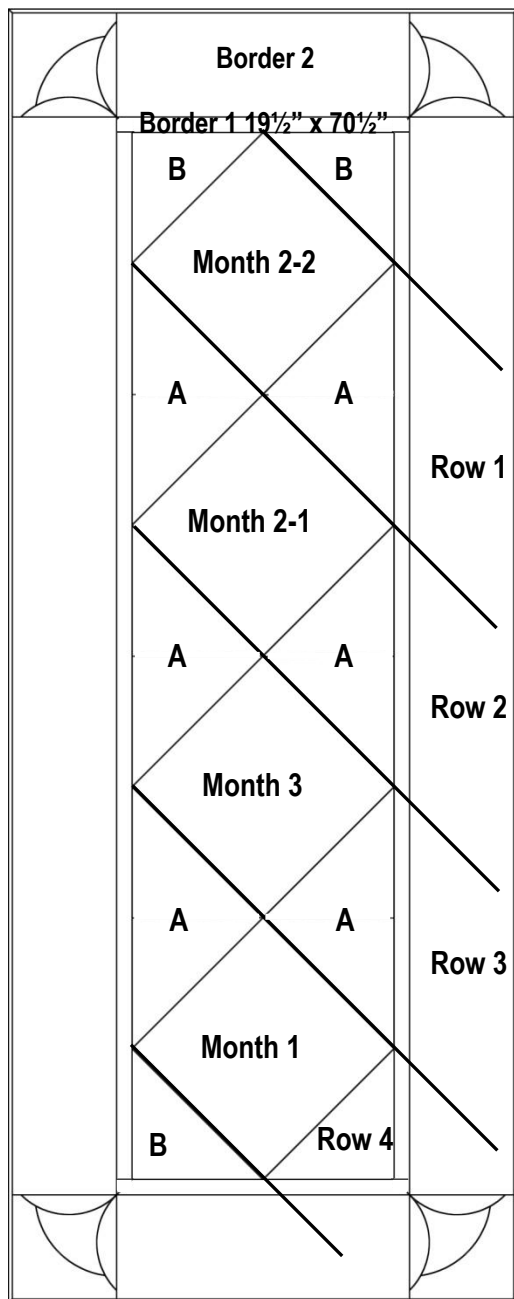 Border 2
Border 1 19½” x 70½”
B B
Month 2-2
A A
Row 1
Month 2-1
A A
Row 2
Month 3
A A
Row 3
Month 1
Row 4
B